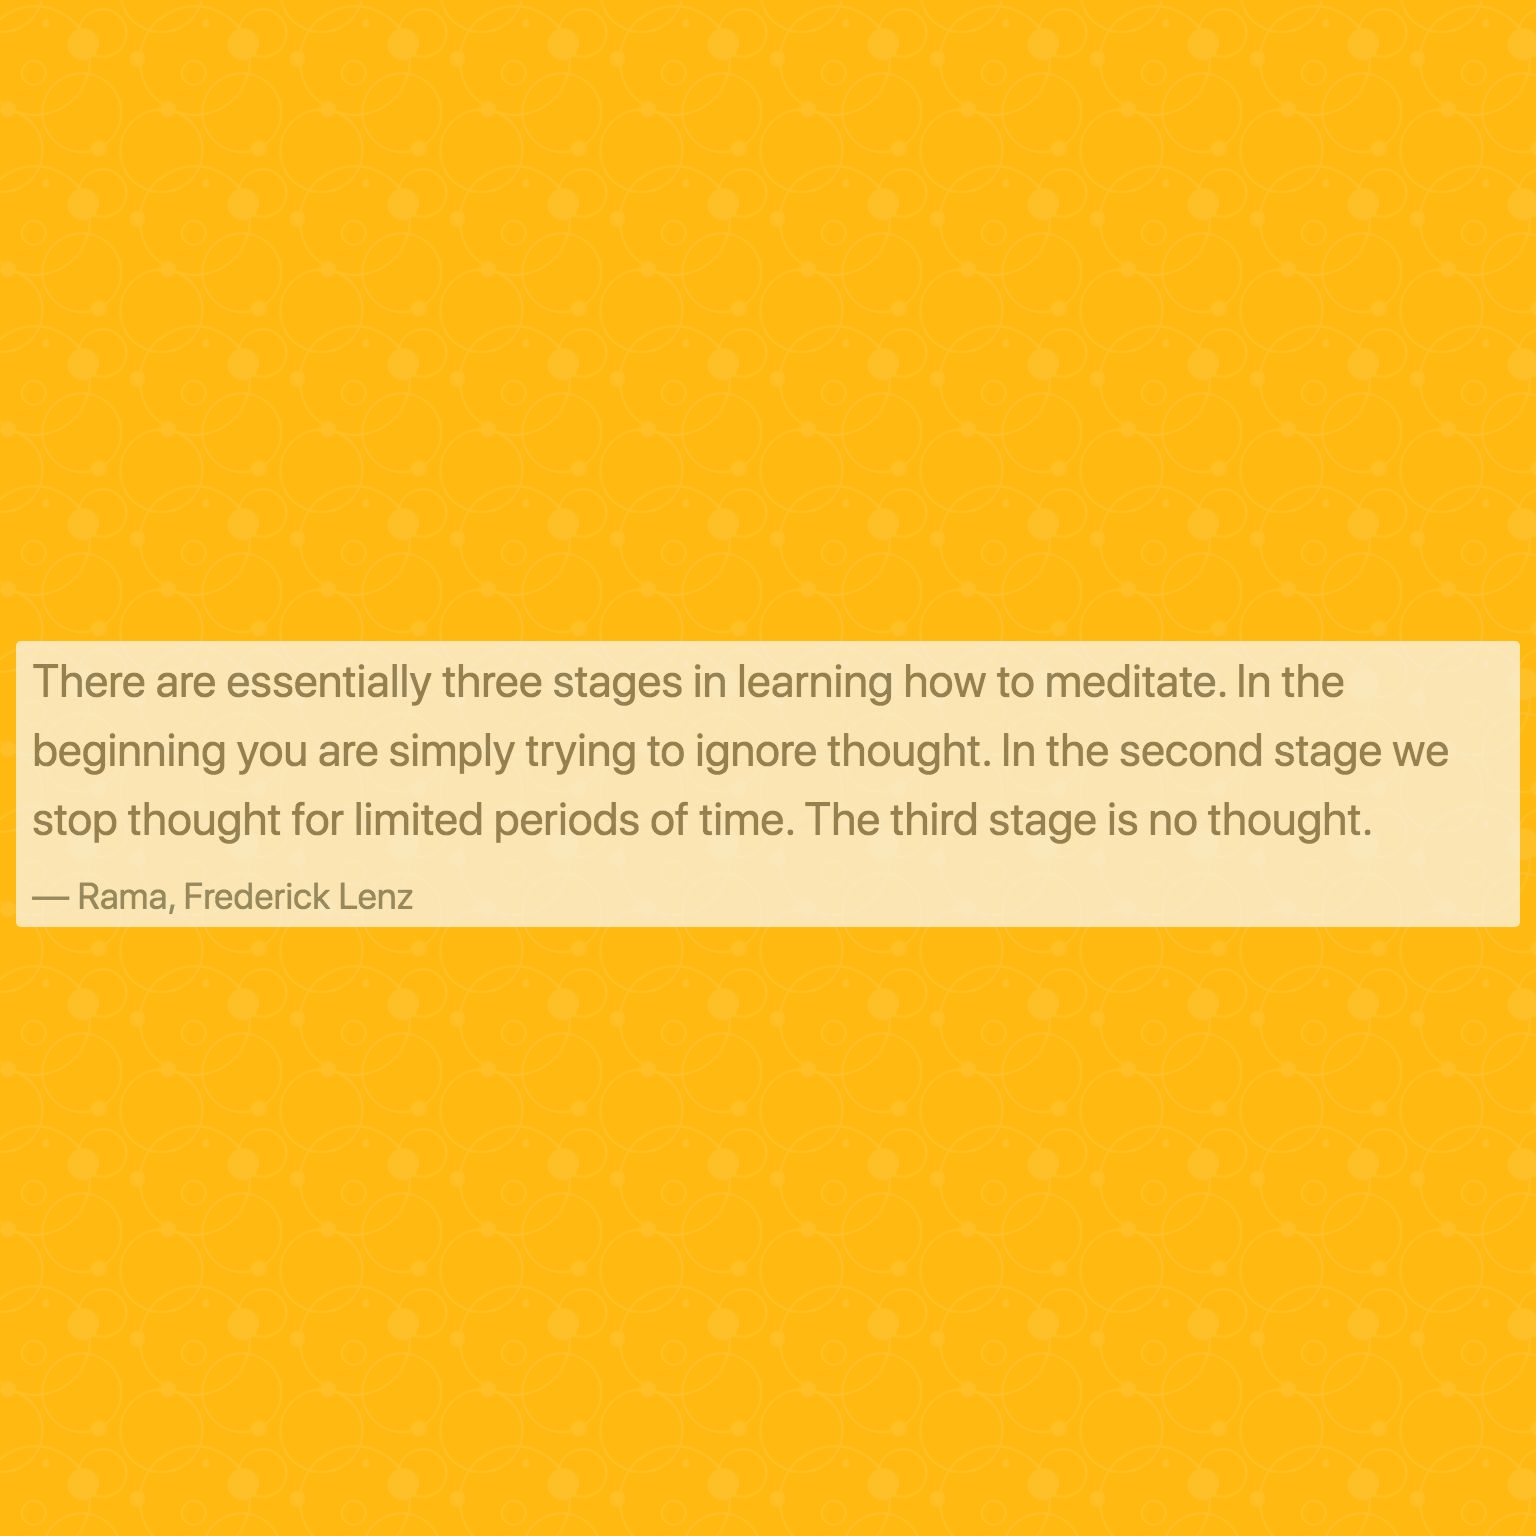 There are essentially three stages in learning how to meditate. In the
beginning you are simply trying to ignore thought. In the second stage we
stop thought for limited periods of time. The third stage is no thought.
— Rama, Frederick Lenz